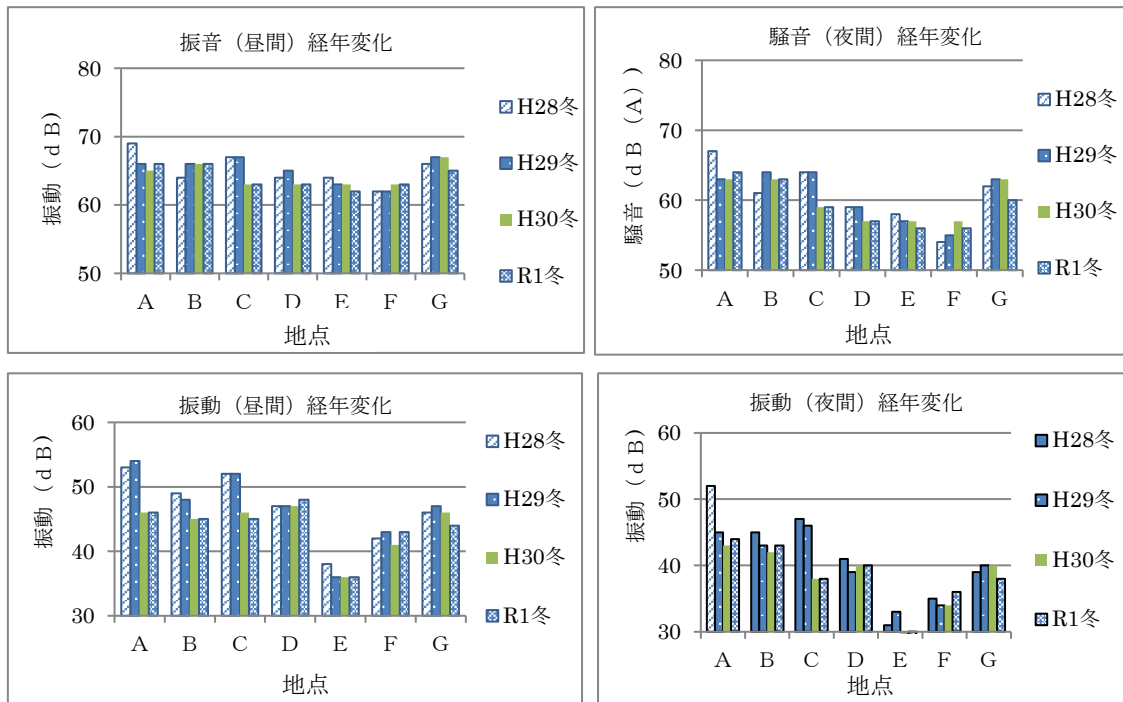 振音（昼間）経年変化
80
70
60
50
振動（ｄＢ）
A B C D E F G
地点
H28冬
H29冬
H30冬
R1冬
騒音（夜間）経年変化
80
70
60
50
騒音（ｄＢ（A））
A B C D E F G
地点
H28冬
H29冬
H30冬
R1冬
振動（昼間）経年変化
60
50
40
30
振動（ｄＢ）
A B C D E F G
地点
H28冬
H29冬
H30冬
R1冬
振動（夜間）経年変化
60
50
40
30
振動（ｄＢ）
A B C D E F G
地点
H28冬
H29冬
H30冬
R1冬